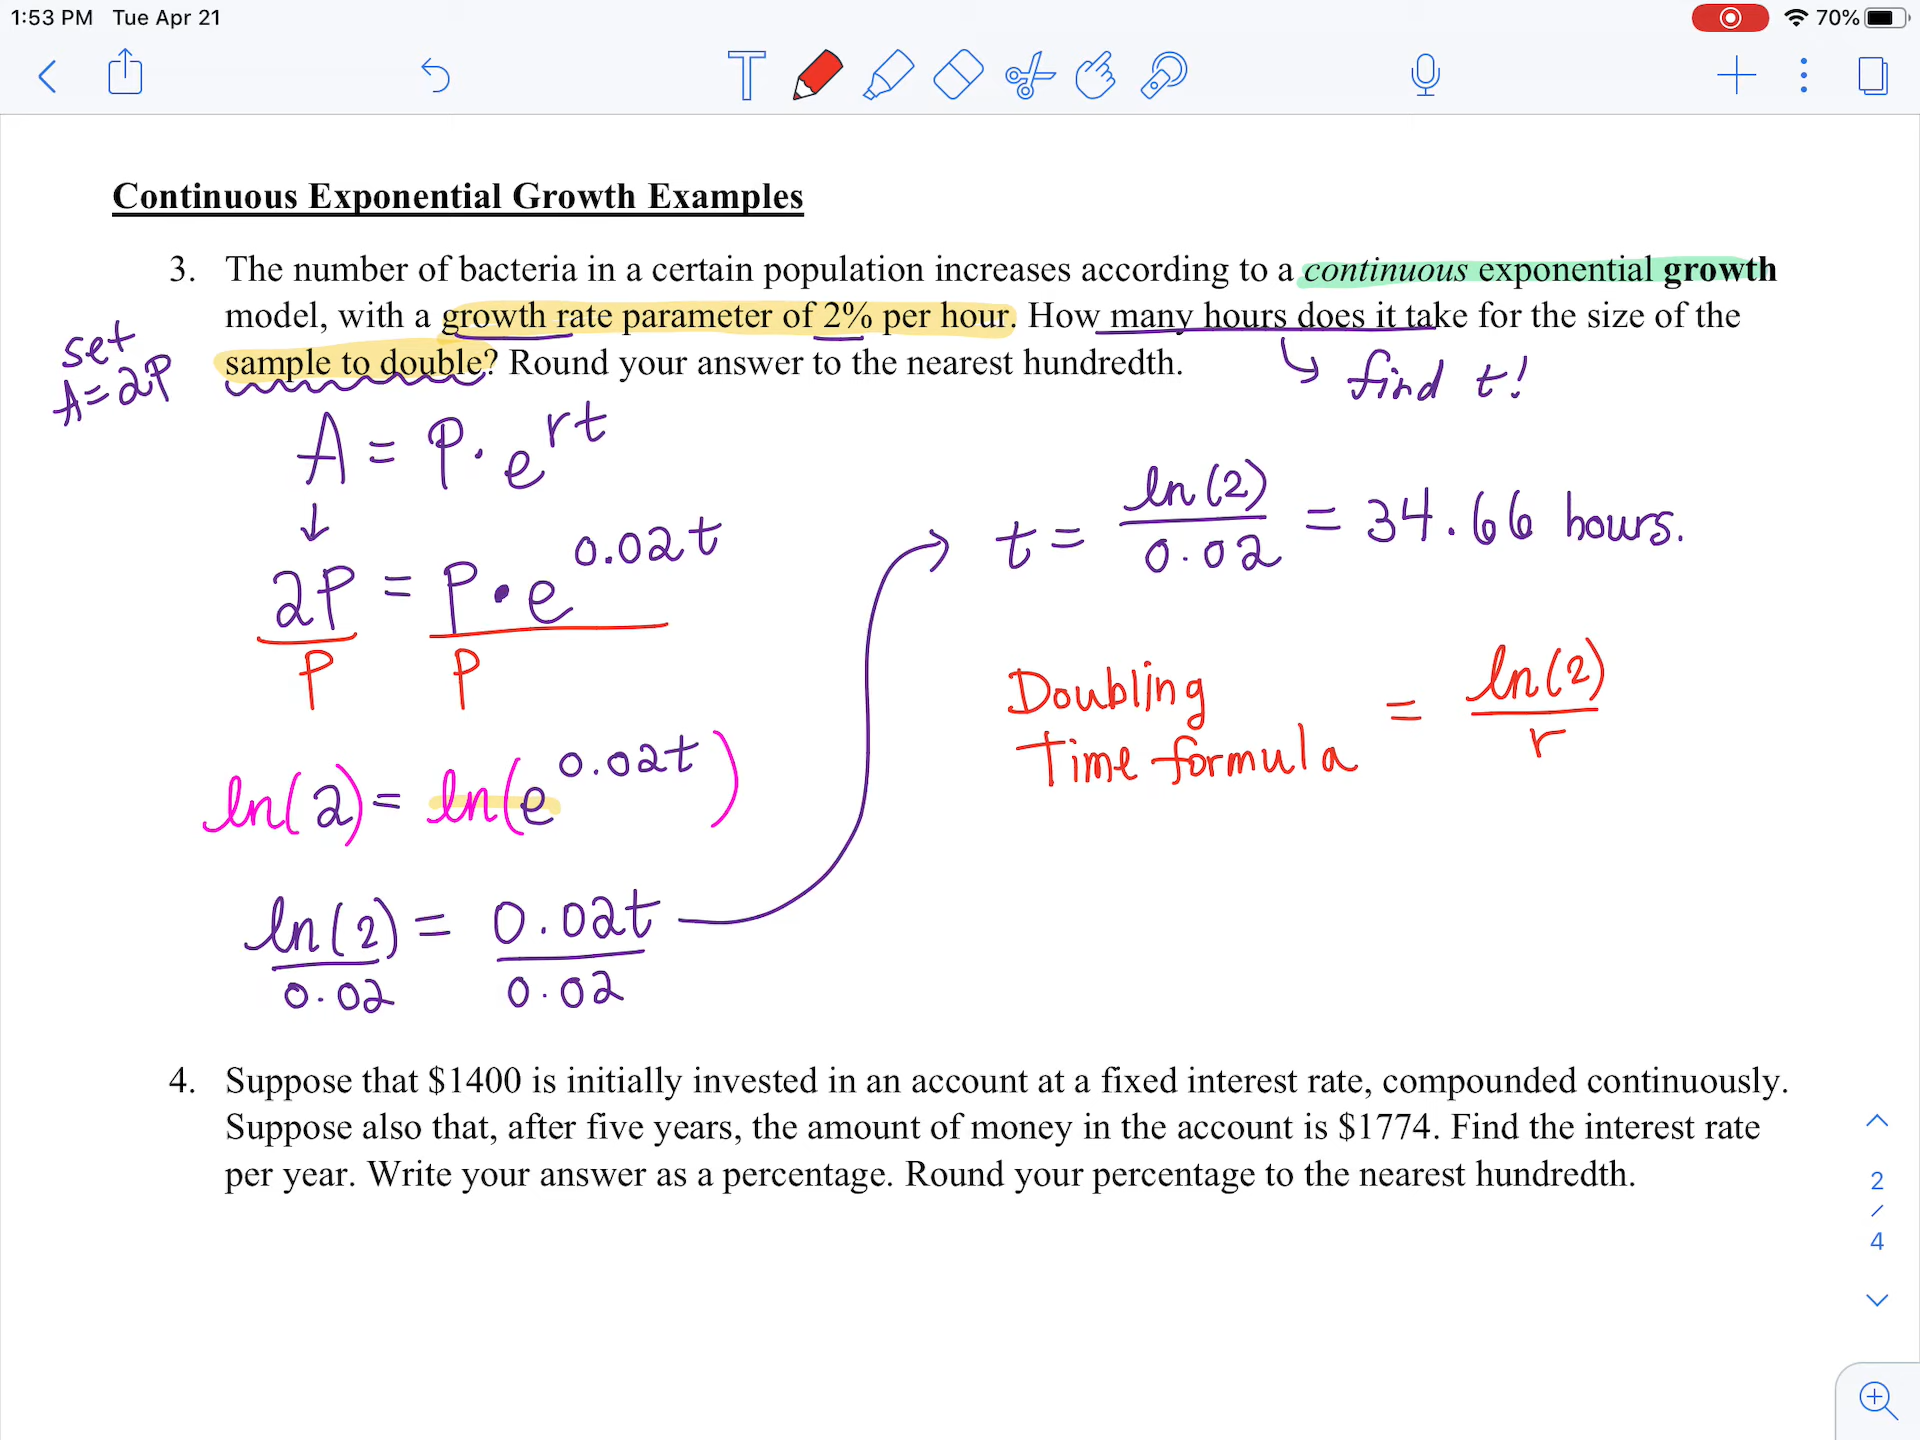 1:53 PM Tue Apr 21
70%
T
Continuous Exponential Growth Examples
3. The number of bacteria in a certain population increases according to a continuous exponential growth
model, with a growth rate parameter of 2% per hour. How many hours does it take for the size of the
sample to double? Round your answer to the nearest hundredth.
set
A=2P
find t!
A = P·e^rt
↓
2P = P·e^0.02t
P P
ln(2) = ln(e^0.02t)
ln(2) = 0.02t
0.02 0.02
t = ln(2)/0.02 = 34.66 hours.
Doubling
Time formula = ln(2)/r
4. Suppose that $1400 is initially invested in an account at a fixed interest rate, compounded continuously.
Suppose also that, after five years, the amount of money in the account is $1774. Find the interest rate
per year. Write your answer as a percentage. Round your percentage to the nearest hundredth.
2
/
4